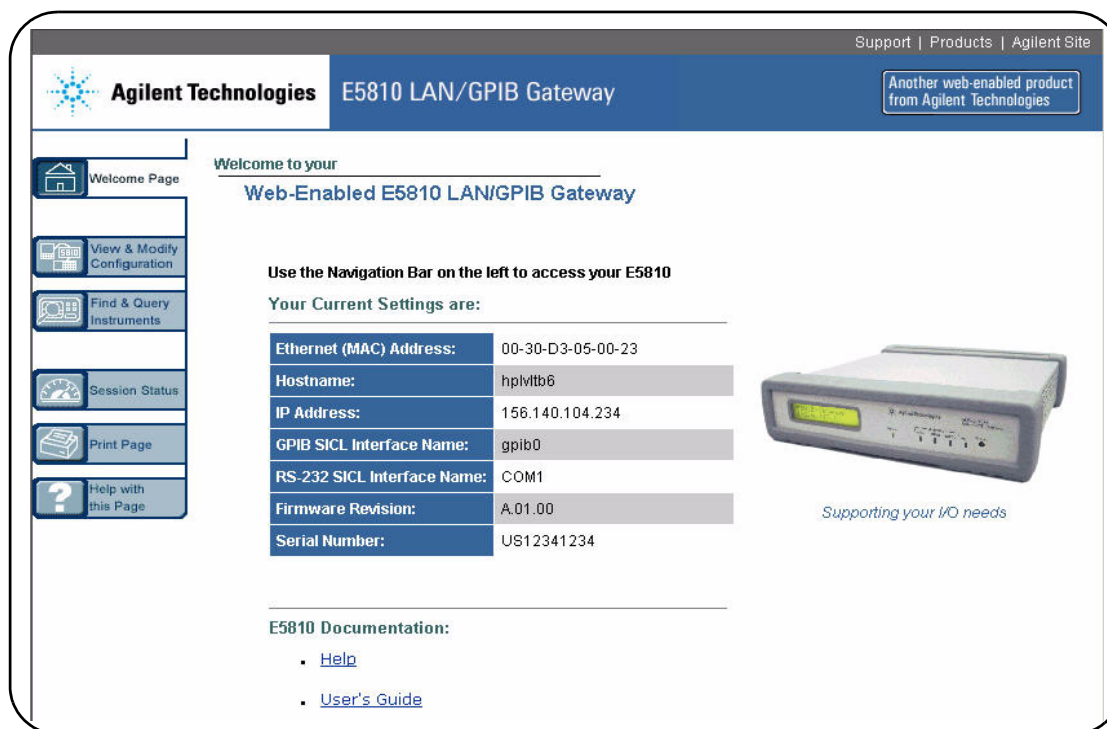 Support | Products | Agilent Site
Agilent Technologies
E5810 LAN/GPIB Gateway
Another web-enabled product
from Agilent Technologies
Welcome Page
View & Modify
Configuration
Find & Query
Instruments
Session Status
Print Page
Help with
this Page
Welcome to your
Web-Enabled E5810 LAN/GPIB Gateway
Use the Navigation Bar on the left to access your E5810
Your Current Settings are:
Ethernet (MAC) Address: 00-30-D3-05-00-23
Hostname: hplvltb6
IP Address: 156.140.104.234
GPIB SICL Interface Name: gpib0
RS-232 SICL Interface Name: COM1
Firmware Revision: A.01.00
Serial Number: US12341234
Supporting your I/O needs
E5810 Documentation:
Help
User's Guide